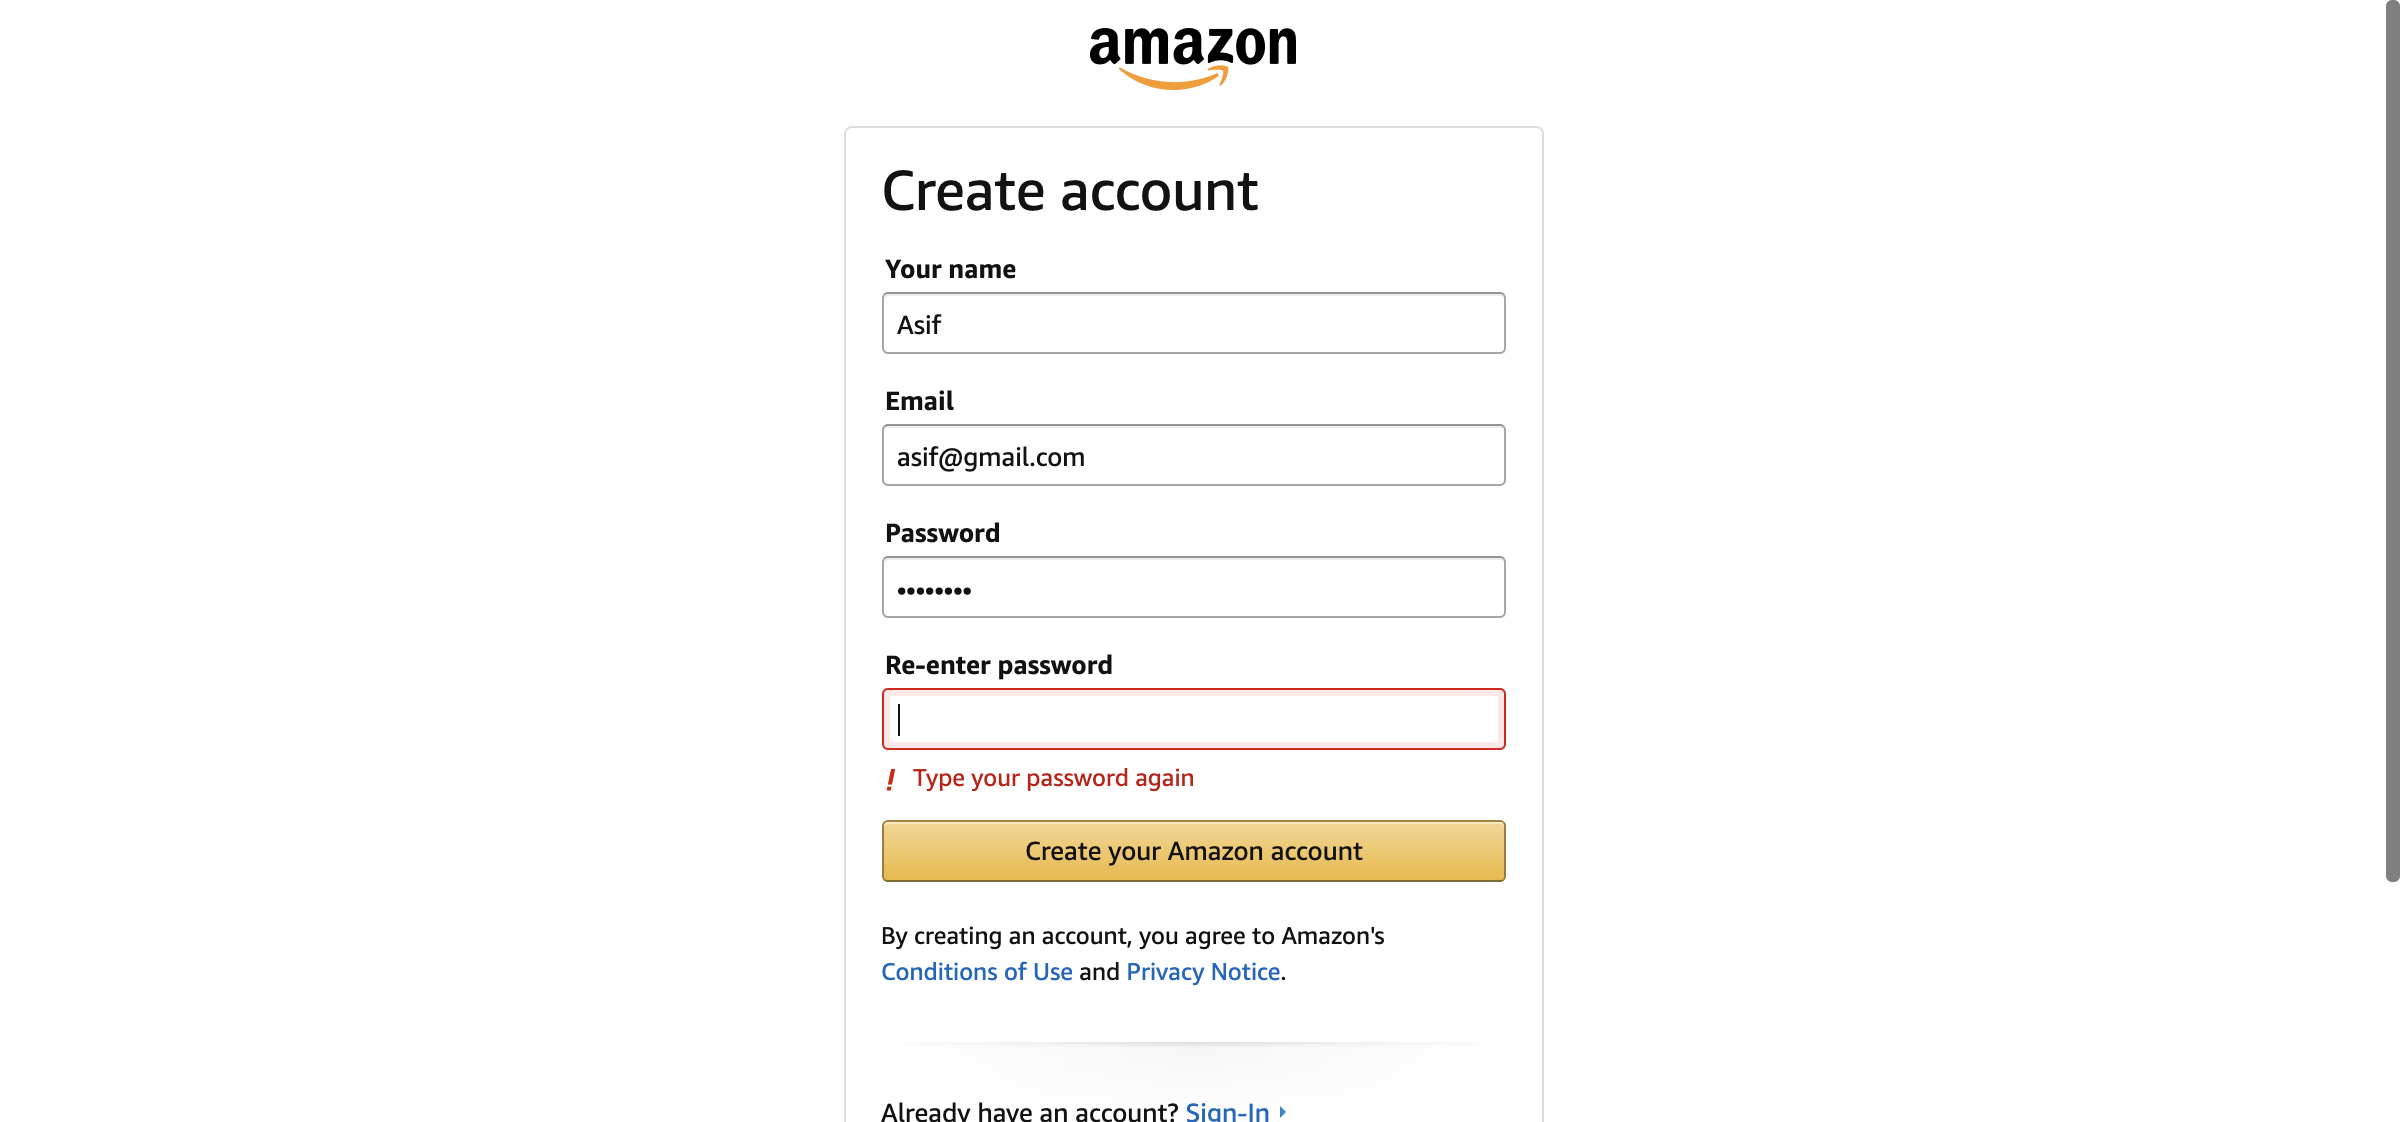 amazon
Create account
Your name
Asif
Email
asif@gmail.com
Password
••••••••
Re-enter password
! Type your password again
Create your Amazon account
By creating an account, you agree to Amazon's
Conditions of Use and Privacy Notice.
Already have an account? Sign-In